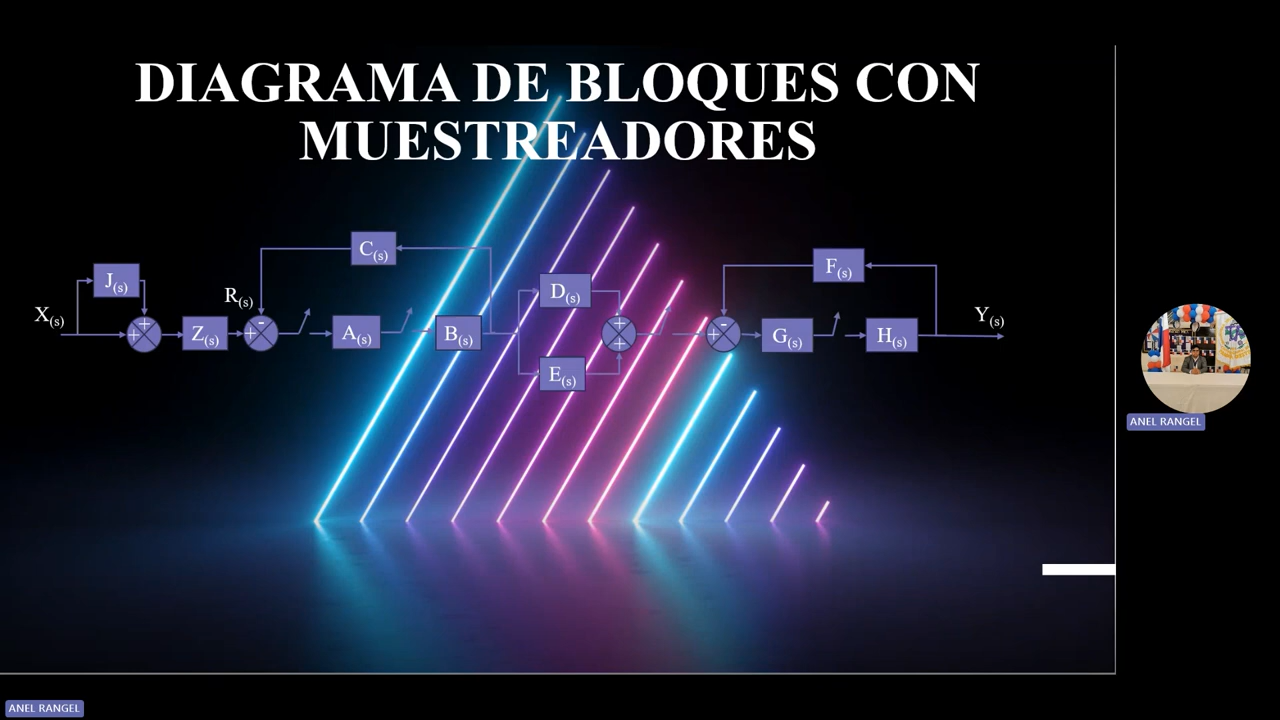 DIAGRAMA DE BLOQUES CON
MUESTREADORES
C(s)
F(s)
J(s)
D(s)
R(s)
X(s)
Y(s)
+
+
Z(s)
-
+
A(s)
B(s)
+
+
-
+
G(s)
H(s)
E(s)
ANEL RANGEL
ANEL RANGEL